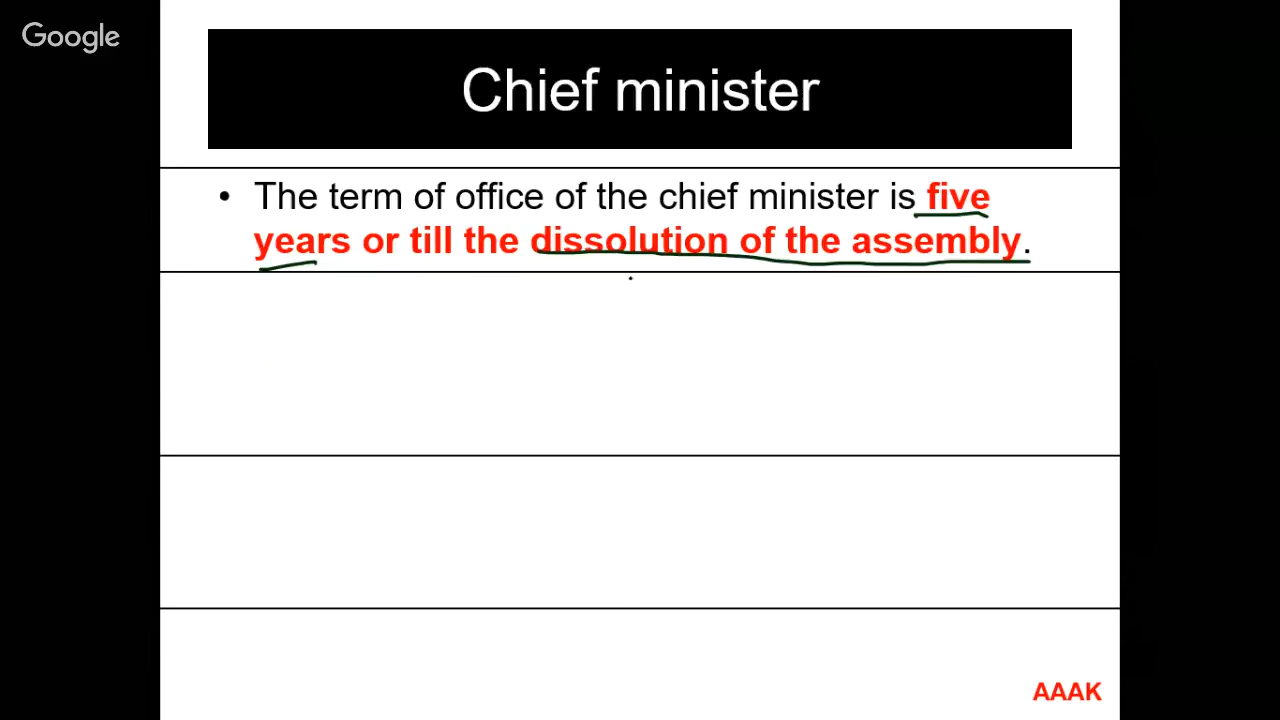 Google
Chief minister
• The term of office of the chief minister is five
years or till the dissolution of the assembly.
AAAK